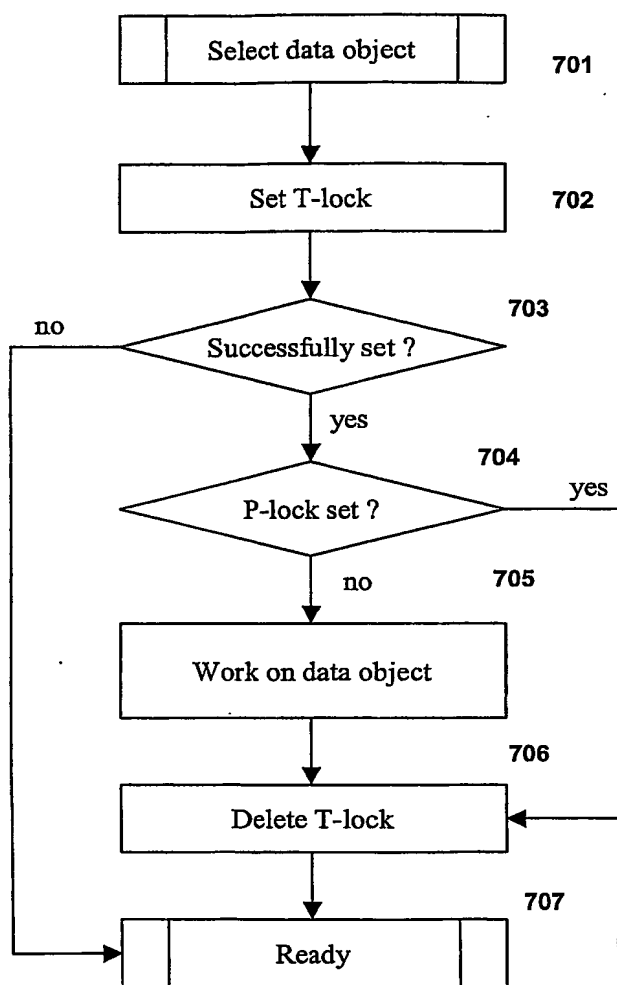 Select data object
701
Set T-lock
702
703
no
Successfully set ?
yes
704
P-lock set ?
yes
no
705
Work on data object
706
Delete T-lock
707
Ready